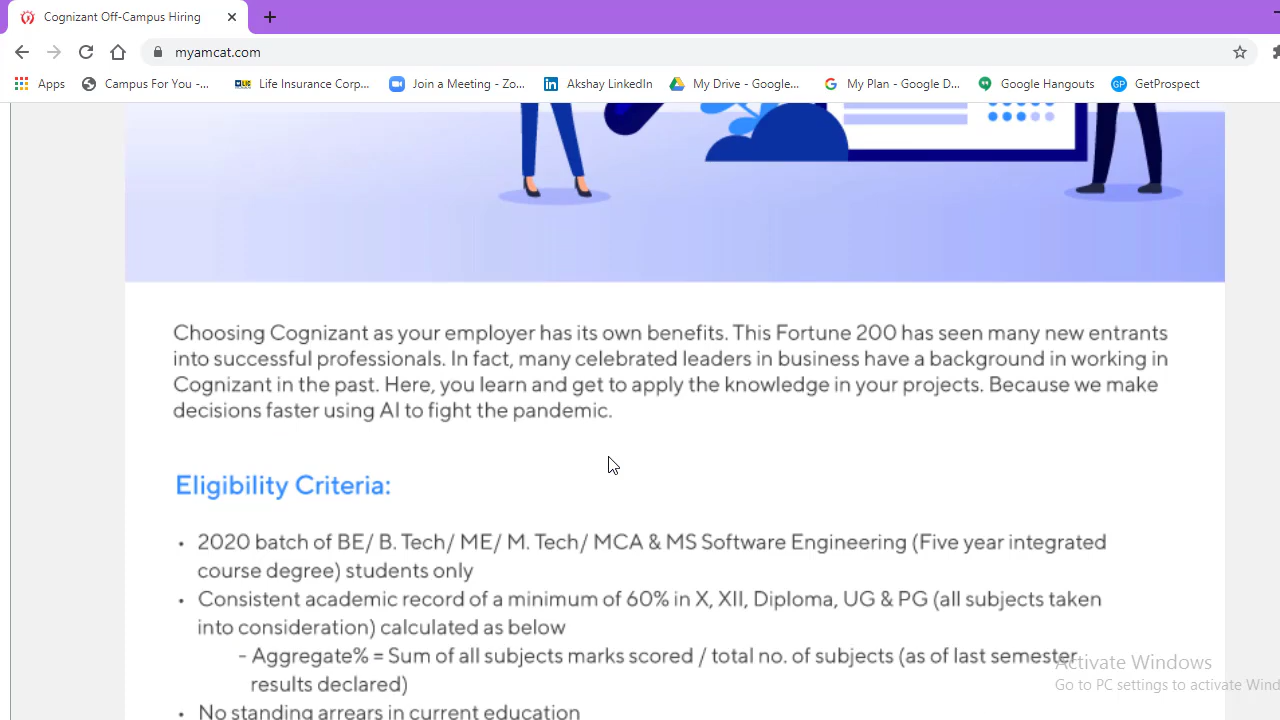 Cognizant Off-Campus Hiring
myamcat.com
Apps Campus For You -... LIC Life Insurance Corp... Join a Meeting - Zo... in Akshay LinkedIn My Drive - Google... G My Plan - Google D... Google Hangouts GP GetProspect
Choosing Cognizant as your employer has its own benefits. This Fortune 200 has seen many new entrants
into successful professionals. In fact, many celebrated leaders in business have a background in working in
Cognizant in the past. Here, you learn and get to apply the knowledge in your projects. Because we make
decisions faster using AI to fight the pandemic.
Eligibility Criteria:
• 2020 batch of BE/ B. Tech/ ME/ M. Tech/ MCA & MS Software Engineering (Five year integrated
course degree) students only
• Consistent academic record of a minimum of 60% in X, XII, Diploma, UG & PG (all subjects taken
into consideration) calculated as below
- Aggregate% = Sum of all subjects marks scored / total no. of subjects (as of last semester
results declared)
• No standing arrears in current education
Activate Windows
Go to PC settings to activate Wind